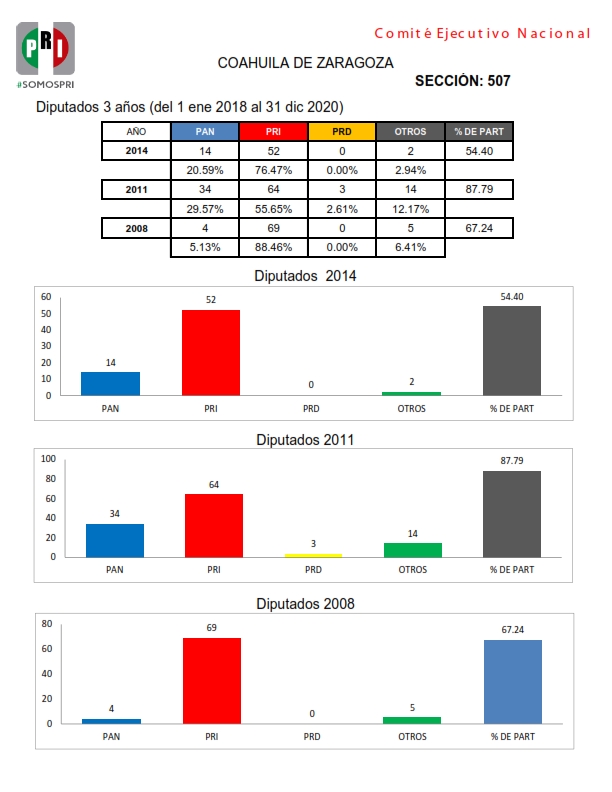 Comité Ejecutivo Nacional
PRI
#SOMOSPRI
COAHUILA DE ZARAGOZA
SECCIÓN: 507
Diputados 3 años (del 1 ene 2018 al 31 dic 2020)
AÑO PAN PRI PRD OTROS % DE PART
2014 14 52 0 2 54.40
20.59% 76.47% 0.00% 2.94%
2011 34 64 3 14 87.79
29.57% 55.65% 2.61% 12.17%
2008 4 69 0 5 67.24
5.13% 88.46% 0.00% 6.41%
Diputados 2014
60
50
40
30
20
10
0
14 52 0 2 54.40
PAN PRI PRD OTROS % DE PART
Diputados 2011
100
80
60
40
20
0
34 64 3 14 87.79
PAN PRI PRD OTROS % DE PART
Diputados 2008
80
60
40
20
0
4 69 0 5 67.24
PAN PRI PRD OTROS % DE PART